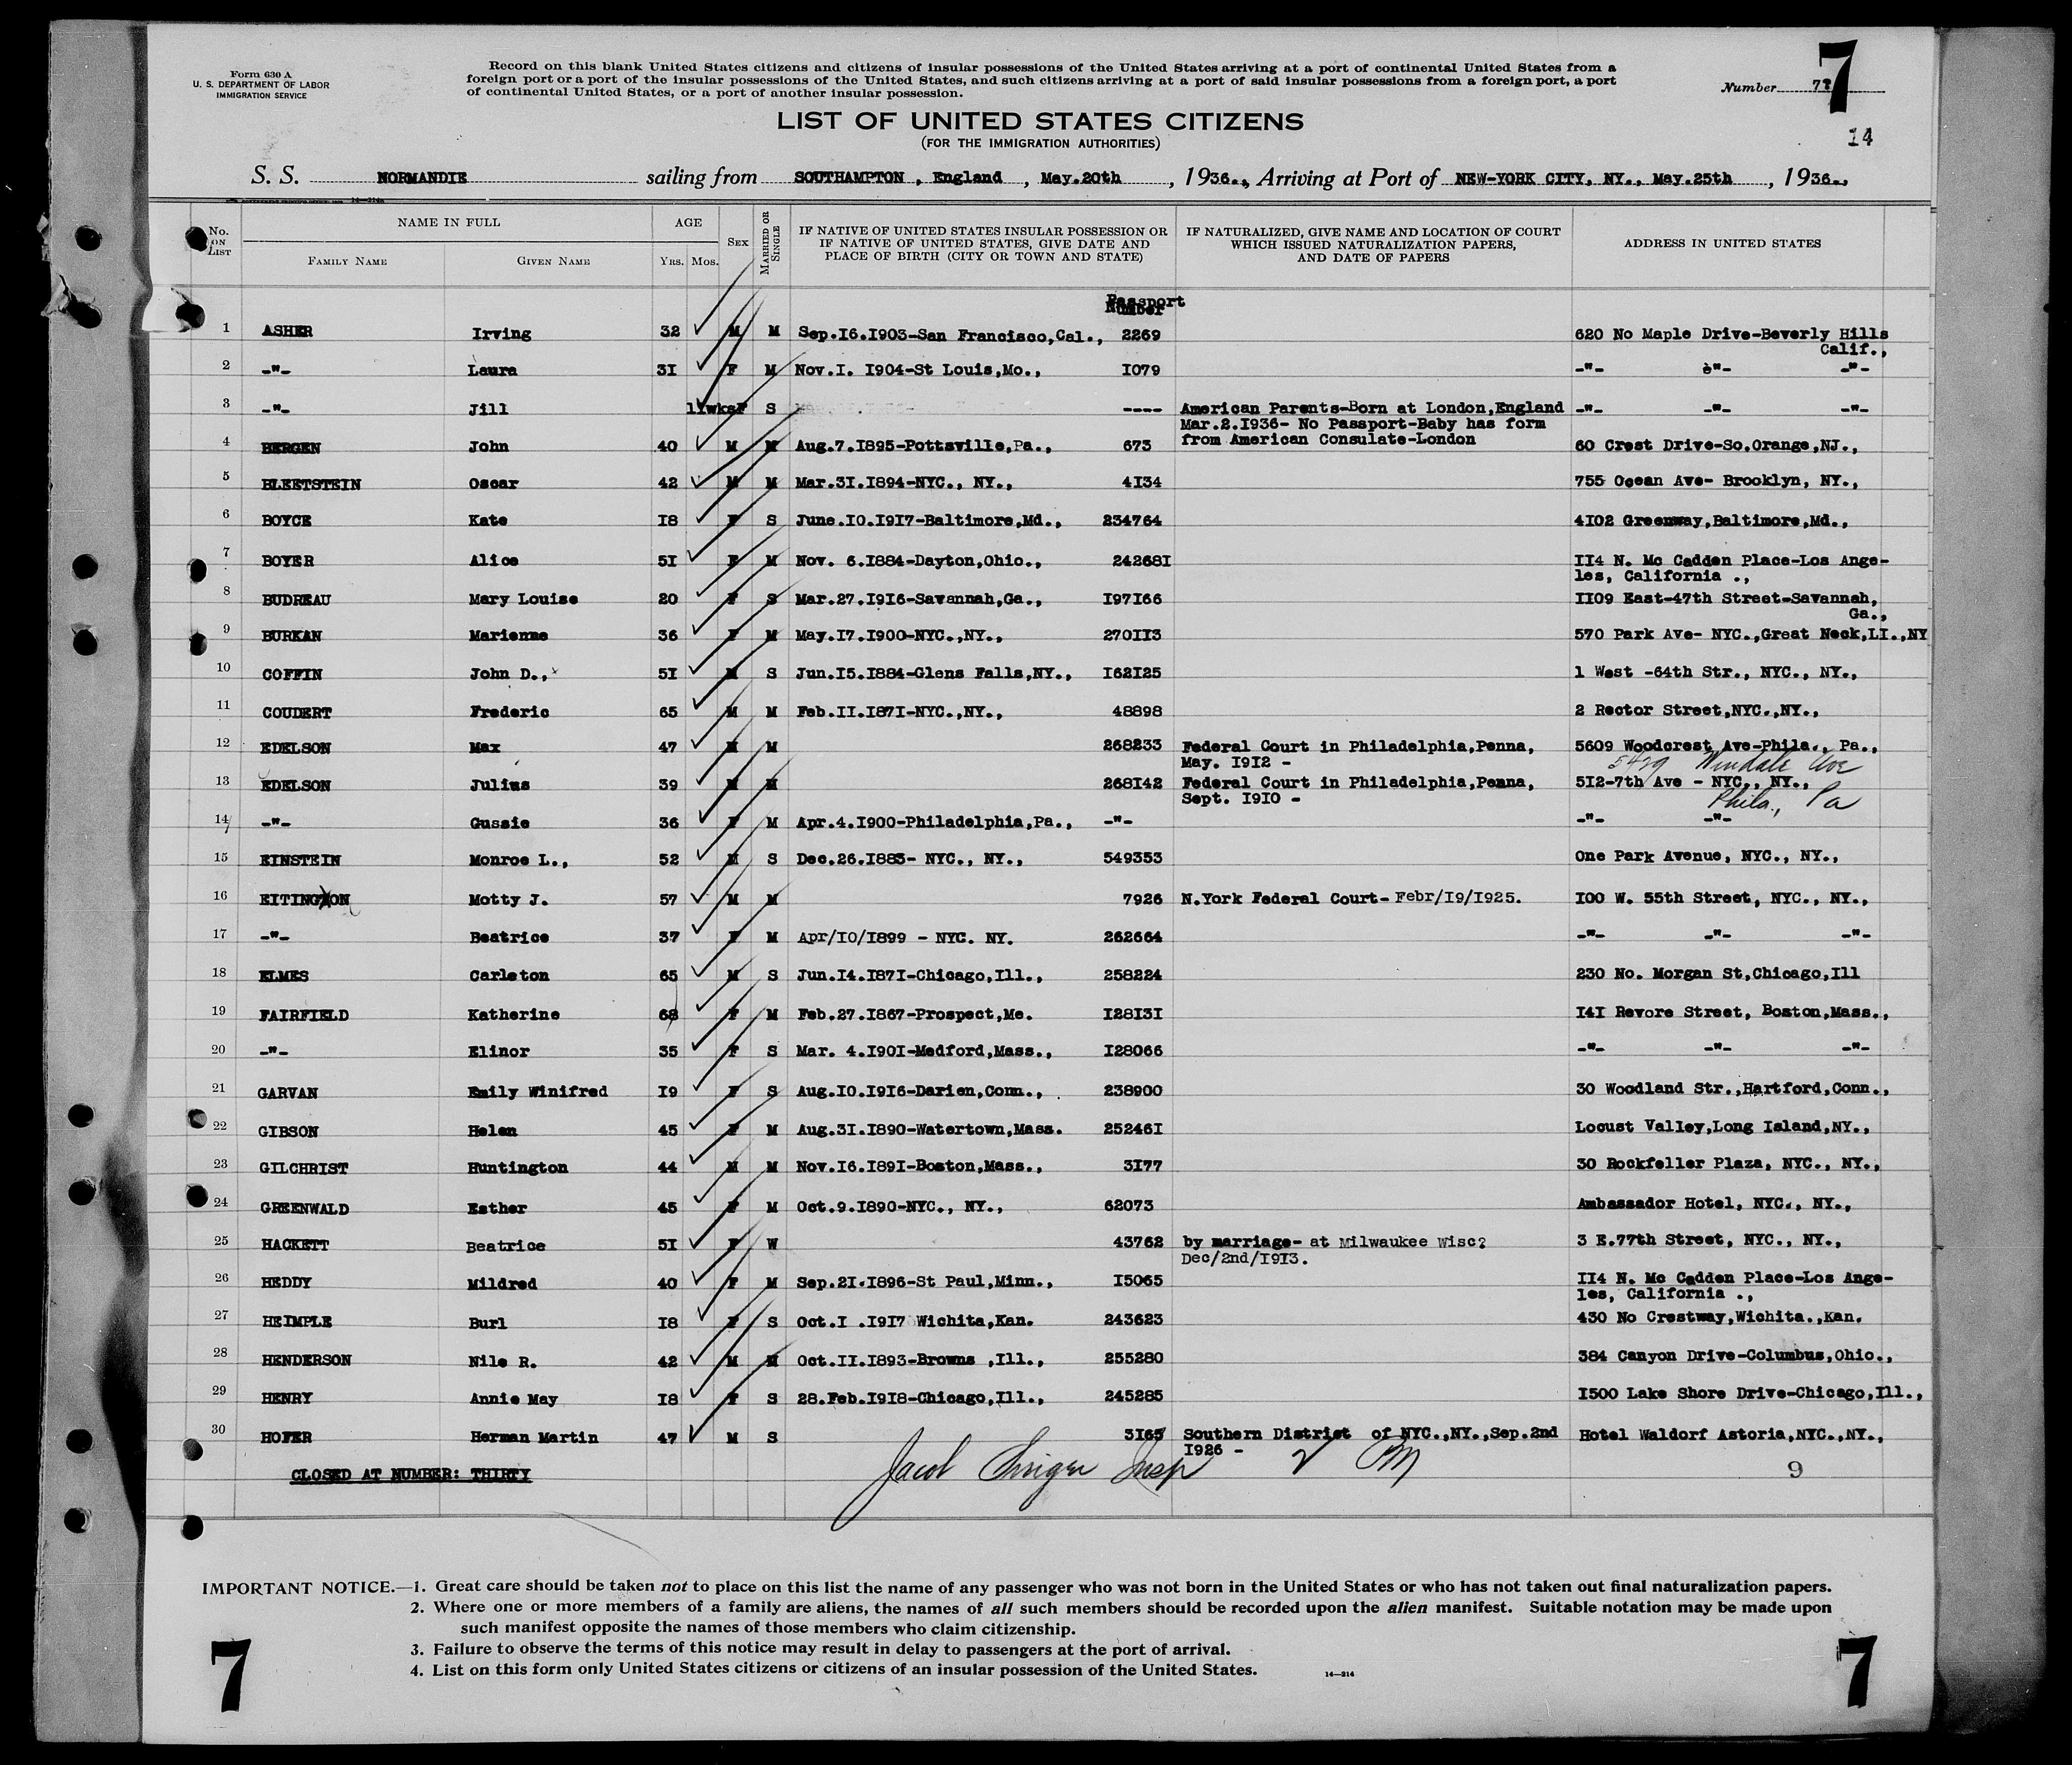 Form 630 A
U. S. DEPARTMENT OF LABOR
IMMIGRATION SERVICE
Record on this blank United States citizens and citizens of insular possessions of the United States arriving at a port of continental United States from a
foreign port or a port of the insular possessions of the United States, and such citizens arriving at a port of said insular possessions from a foreign port, a port
of continental United States, or a port of another insular possession.
7
Number
14
LIST OF UNITED STATES CITIZENS
(FOR THE IMMIGRATION AUTHORITIES)
S. S. NORMANDIE sailing from SOUTHAMPTON , England , May.20th , 1936., Arriving at Port of NEW-YORK CITY, NY., May.25th , 1936.,
No. ON LIST NAME IN FULL FAMILY NAME GIVEN NAME AGE YRS. MOS. SEX MARRIED OR SINGLE IF NATIVE OF UNITED STATES INSULAR POSSESSION OR IF NATIVE OF UNITED STATES, GIVE DATE AND PLACE OF BIRTH (CITY OR TOWN AND STATE) IF NATURALIZED, GIVE NAME AND LOCATION OF COURT WHICH ISSUED NATURALIZATION PAPERS, AND DATE OF PAPERS ADDRESS IN UNITED STATES
Passport
Number
1 ASHER Irving 32 M M Sep.16.1903-San Francisco,Cal., 2269 620 No Maple Drive-Beverly Hills
Calif.,
2 -"- Laura 31 F M Nov.1. 1904-St Louis,Mo., 1079 -"- -"- -"-
3 -"- Jill 11wks F S ---- American Parents-Born at London,England -"- -"- -"-
Mar.2.1936- No Passport-Baby has form
from American Consulate-London
4 BERGEN John 40 M M Aug.7.1895-Pottsville,Pa., 673 60 Crest Drive-So.Orange,NJ.,
5 BLEETSTEIN Oscar 42 M M Mar.31.1894-NYC., NY., 4134 755 Ocean Ave- Brooklyn, NY.,
6 BOYCE Kate 18 F S June.10.1917-Baltimore,Md., 234764 4102 Greenway,Baltimore,Md.,
7 BOYER Alice 51 F M Nov. 6.1884-Dayton,Ohio., 242681 114 N. Mc Cadden Place-Los Ange-
les, California .,
8 BUDREAU Mary Louise 20 F S Mar.27.1916-Savannah,Ga., 197166 1109 East-47th Street-Savannah,
Ga.,
9 BURKAN Marienne 36 F M May.17.1900-NYC.,NY., 270113 570 Park Ave- NYC.,Great Neck,LI.,NY
10 COFFIN John D., 51 M S Jun.15.1884-Glens Falls,NY., 162125 1 West -64th Str., NYC., NY.,
11 COUDERT Frederic 65 M M Feb.11.1871-NYC.,NY., 48898 2 Rector Street,NYC.,NY.,
12 EDELSON Max 47 M M 268233 Federal Court in Philadelphia,Penna, 5609 Woodcrest Ave-Phila., Pa.,
May. 1912 -
5429 Ave
13 EDELSON Julius 39 M M 268142 Federal Court in Philadelphia,Penna, 512-7th Ave - NYC., NY.,
Sept. 1910 -
Phila., Pa
14 -"- Gussie 36 F M Apr.4.1900-Philadelphia,Pa., -"- -"- -"-
15 EINSTEIN Monroe L., 52 M S Dec.26.1883- NYC., NY., 549353 One Park Avenue, NYC., NY.,
16 EITINGON Motty J. 57 M M 7926 N.York Federal Court- Febr/19/1925. 100 W. 55th Street, NYC., NY.,
17 -"- Beatrice 37 F M Apr/10/1899 - NYC. NY. 262664 -"- -"- -"-
18 ELMES Carleton 65 M S Jun.14.1871-Chicago,Ill., 258224 230 No. Morgan St,Chicago,Ill
19 FAIRFIELD Katherine 68 F M Feb.27.1867-Prospect,Me. 128131 141 Revore Street, Boston,Mass.,
20 -"- Elinor 35 F S Mar. 4.1901-Medford,Mass., 128066 -"- -"- -"-
21 GARVAN Emily Winifred 19 F S Aug.10.1916-Darien,Conn., 238900 30 Woodland Str.,Hartford,Conn.,
22 GIBSON Helen 45 F M Aug.31.1890-Watertown,Mass. 252461 Locust Valley,Long Island,NY.,
23 GILCHRIST Huntington 44 M M Nov.16.1891-Boston,Mass., 3177 30 Rockfeller Plaza, NYC., NY.,
24 GREENWALD Esther 45 F M Oct.9.1890-NYC., NY., 62073 Ambassador Hotel, NYC., NY.,
25 HACKETT Beatrice 51 F W 43762 by marriage- at Milwaukee Wisc? 3 E.77th Street, NYC., NY.,
Dec/2nd/1913.
26 HEDDY Mildred 40 F M Sep.21.1896-St Paul,Minn., 15065 114 N. Mc Cadden Place-Los Ange-
les, California .,
27 HEIMPLE Burl 18 F S Oct.1 .1917 Wichita,Kan. 243623 430 No Crestway,Wichita.,Kan.
28 HENDERSON Nile R. 42 M M Oct.11.1893-Browns ,Ill., 255280 384 Canyon Drive-Columbus,Ohio.,
29 HENRY Annie May 18 F S 28.Feb.1918-Chicago,Ill., 245285 1500 Lake Shore Drive-Chicago,Ill.,
30 HOFER Herman Martin 47 M S 3165 Southern District of NYC.,NY.,Sep.2nd Hotel Waldorf Astoria,NYC.,NY.,
1926 -
CLOSED AT NUMBER: THIRTY
Jacob Insp
9
IMPORTANT NOTICE.—1. Great care should be taken not to place on this list the name of any passenger who was not born in the United States or who has not taken out final naturalization papers.
2. Where one or more members of a family are aliens, the names of all such members should be recorded upon the alien manifest. Suitable notation may be made upon
such manifest opposite the names of those members who claim citizenship.
3. Failure to observe the terms of this notice may result in delay to passengers at the port of arrival.
4. List on this form only United States citizens or citizens of an insular possession of the United States.
14—214
7
7